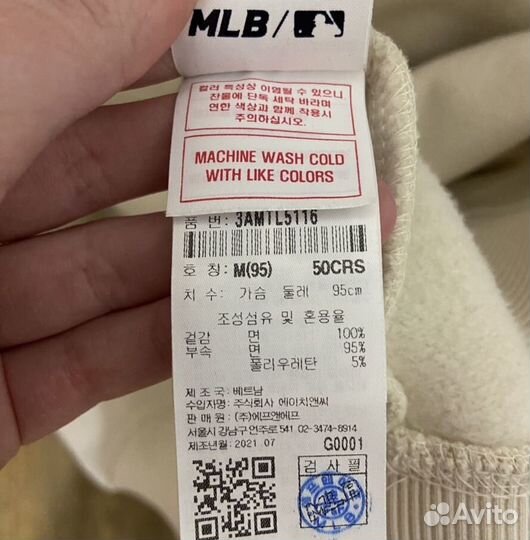 MLB /
컬러 특성상 이염될 수 있으니
찬물에 단독 세탁 바라며
연한 색상과 함께 착용시
주의하십시오.
MACHINE WASH COLD
WITH LIKE COLORS
품 번: 3AMTL5116
호 칭: M(95) 50CRS
치 수: 가슴 둘레 95cm
조성섬유 및 혼용율
겉감 면 100%
부속 면 95%
폴리우레탄 5%
제 조 국: 베트남
수입자명: 주식회사 에이치앤씨
판 매 원: (주)에프앤에프
서울시 강남구 언주로 541 02-3474-8914
제조년월: 2021.07 G0001
검 사 필
Avito